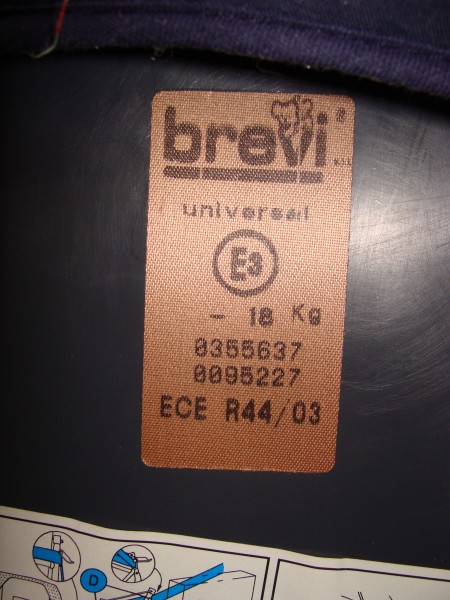 brevi
universal
E3
- 18 Kg
0355637
0095227
ECE R44/03
D